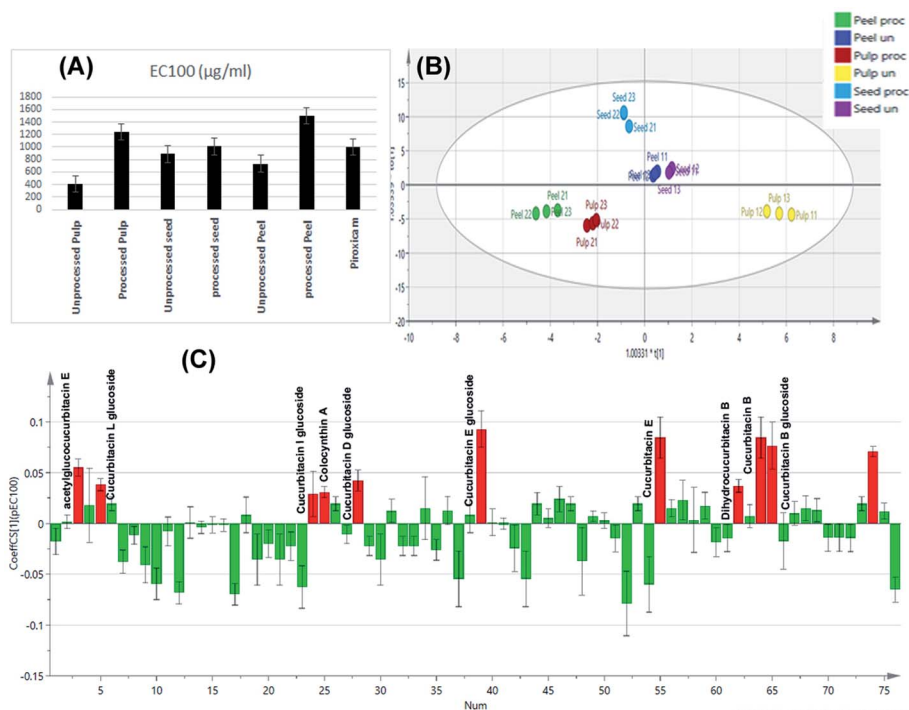 (A)
EC100 (µg/ml)
1800
1600
1400
1200
1000
800
600
400
200
0
Unprocessed Pulp
Processed Pulp
Unprocessed seed
processed Seed
Unprocessed Peel
processed Peel
Piroxicam
(B)
Peel proc
Peel un
Pulp proc
Pulp un
Seed proc
Seed un
15
10
5
0
-5
-10
-15
-20
Seed 23
Seed 22
Seed 21
Peel 11
Seed 13
Peel 21
Peel 22
Pulp 23
Pulp 22
Pulp 21
Pulp 13
Pulp 12
Pulp 11
-10
-8
-6
-4
-2
0
2
4
6
8
1.00331 * t[1]
(C)
CoeffCS[1](pEC100)
0.1
0.05
0
-0.05
-0.1
-0.15
acetylglucocucurbitacin E
Cucurbitacin L glucoside
Cucurbitacin I glucoside
Colocynthin A
Cucurbitacin D glucoside
Cucurbitacin E glucoside
Cucurbitacin E
Dihydrocucurbitacin B
Cucurbitacin B
Cucurbitacin B glucoside
5
10
15
20
25
30
35
40
45
50
55
60
65
70
75
Num